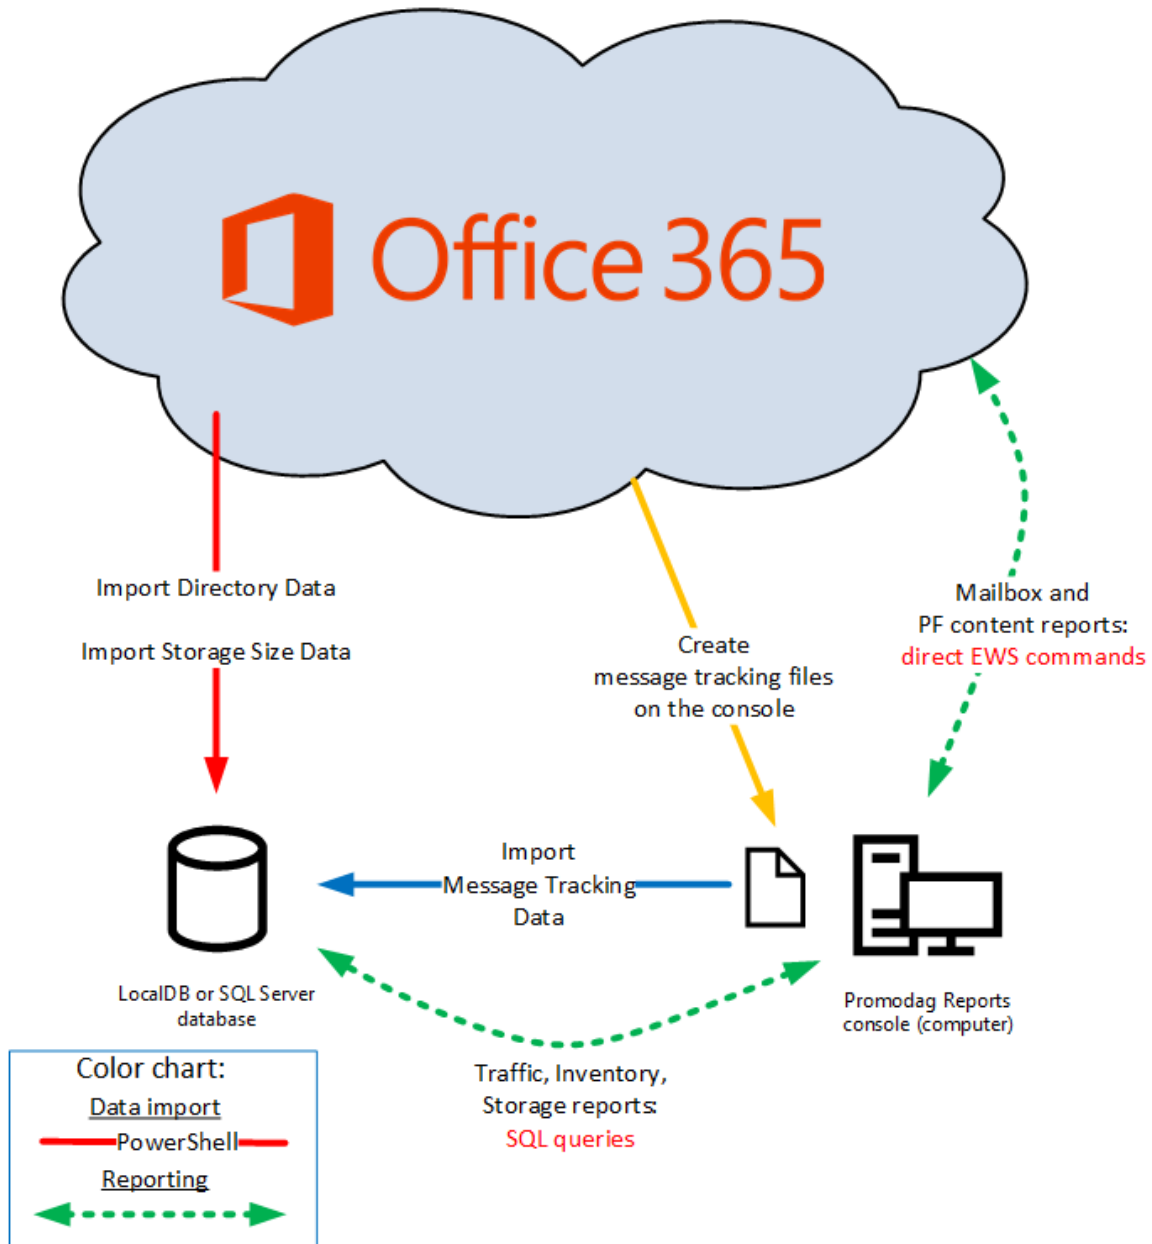 Office 365
Import Directory Data
Import Storage Size Data
Create
message tracking files
on the console
Mailbox and
PF content reports:
direct EWS commands
Import
Message Tracking
Data
LocalDB or SQL Server
database
Promodag Reports
console (computer)
Traffic, Inventory,
Storage reports:
SQL queries
Color chart:
Data import
PowerShell
Reporting